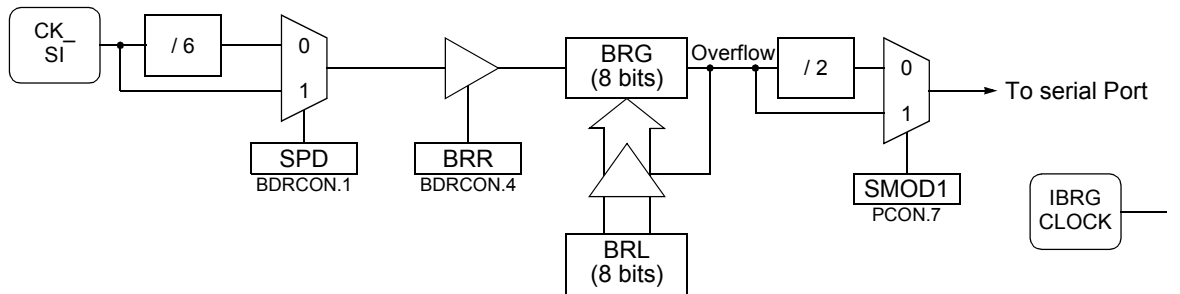 CK_
SI
/ 6
0
1
SPD
BDRCON.1
BRR
BDRCON.4
BRG
(8 bits)
Overflow
/ 2
0
1
To serial Port
SMOD1
PCON.7
BRL
(8 bits)
IBRG
CLOCK